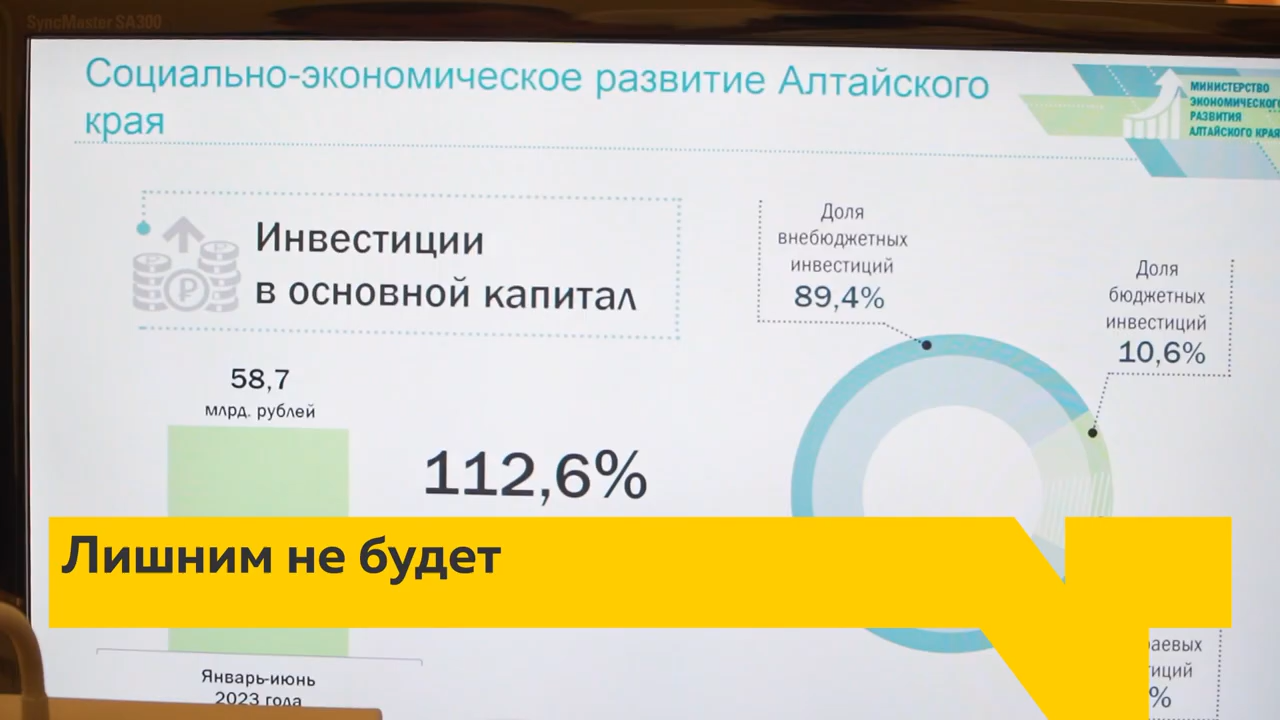 SyncMaster SA300
Социально-экономическое развитие Алтайского
края
МИНИСТЕРСТВО
ЭКОНОМИЧЕСКОГО
РАЗВИТИЯ
АЛТАЙСКОГО КРАЯ
Инвестиции
в основной капитал
Доля
внебюджетных
инвестиций
89,4%
Доля
бюджетных
инвестиций
10,6%
58,7
млрд. рублей
112,6%
Лишним не будет
Январь-июнь
2023 года
%